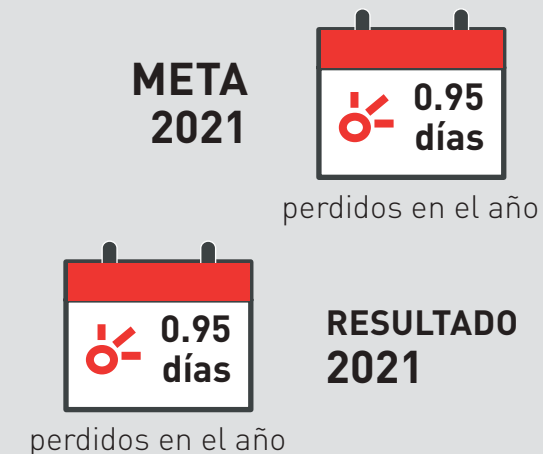 META
2021
0.95
días
perdidos en el año
0.95
días
RESULTADO
2021
perdidos en el año